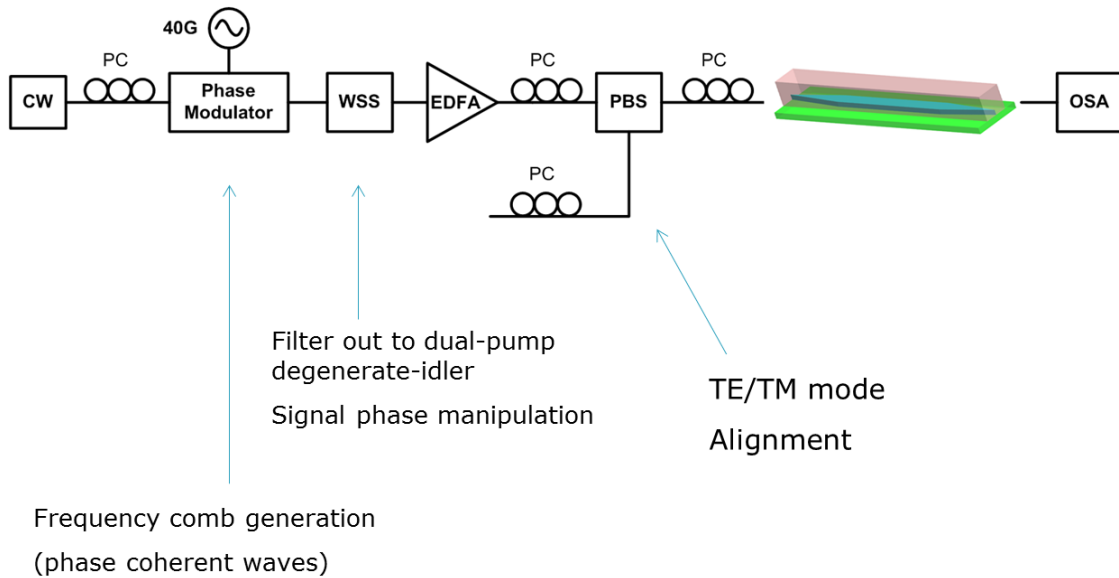 40G
PC
PC
PC
CW
Phase
Modulator
WSS
EDFA
PBS
OSA
PC
Filter out to dual-pump
degenerate-idler
Signal phase manipulation
TE/TM mode
Alignment
Frequency comb generation
(phase coherent waves)